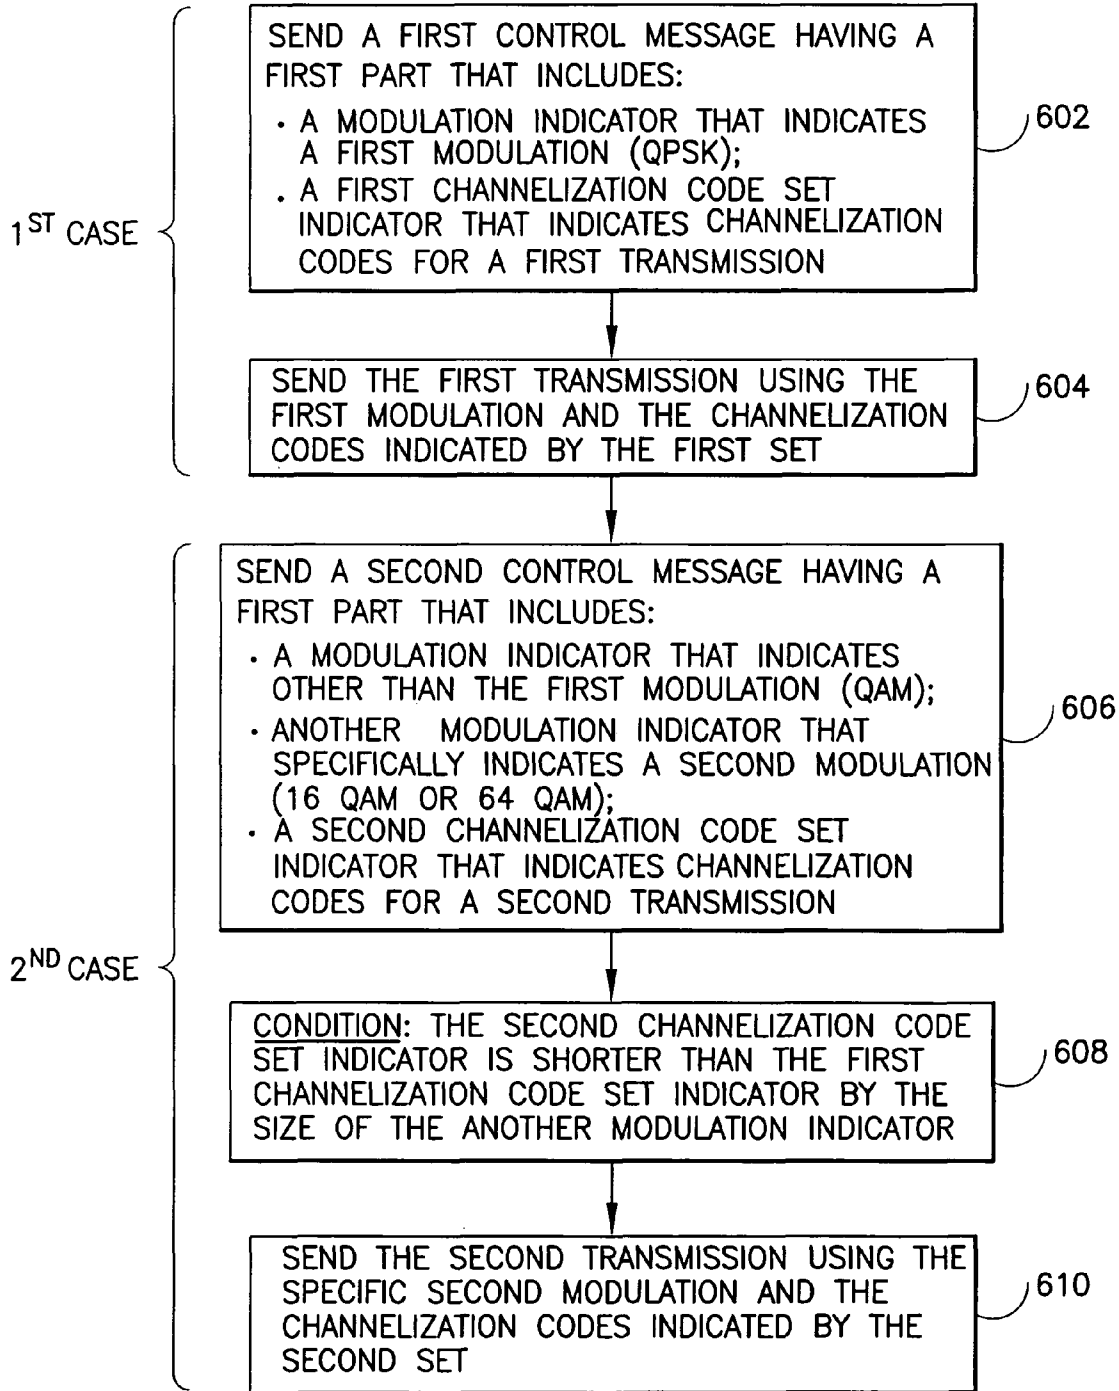 SEND A FIRST CONTROL MESSAGE HAVING A
FIRST PART THAT INCLUDES:
· A MODULATION INDICATOR THAT INDICATES
A FIRST MODULATION (QPSK);
· A FIRST CHANNELIZATION CODE SET
INDICATOR THAT INDICATES CHANNELIZATION
CODES FOR A FIRST TRANSMISSION
602
1ST CASE
SEND THE FIRST TRANSMISSION USING THE
FIRST MODULATION AND THE CHANNELIZATION
CODES INDICATED BY THE FIRST SET
604
SEND A SECOND CONTROL MESSAGE HAVING A
FIRST PART THAT INCLUDES:
· A MODULATION INDICATOR THAT INDICATES
OTHER THAN THE FIRST MODULATION (QAM);
· ANOTHER MODULATION INDICATOR THAT
SPECIFICALLY INDICATES A SECOND MODULATION
(16 QAM OR 64 QAM);
· A SECOND CHANNELIZATION CODE SET
INDICATOR THAT INDICATES CHANNELIZATION
CODES FOR A SECOND TRANSMISSION
606
2ND CASE
CONDITION: THE SECOND CHANNELIZATION CODE
SET INDICATOR IS SHORTER THAN THE FIRST
CHANNELIZATION CODE SET INDICATOR BY THE
SIZE OF THE ANOTHER MODULATION INDICATOR
608
SEND THE SECOND TRANSMISSION USING THE
SPECIFIC SECOND MODULATION AND THE
CHANNELIZATION CODES INDICATED BY THE
SECOND SET
610